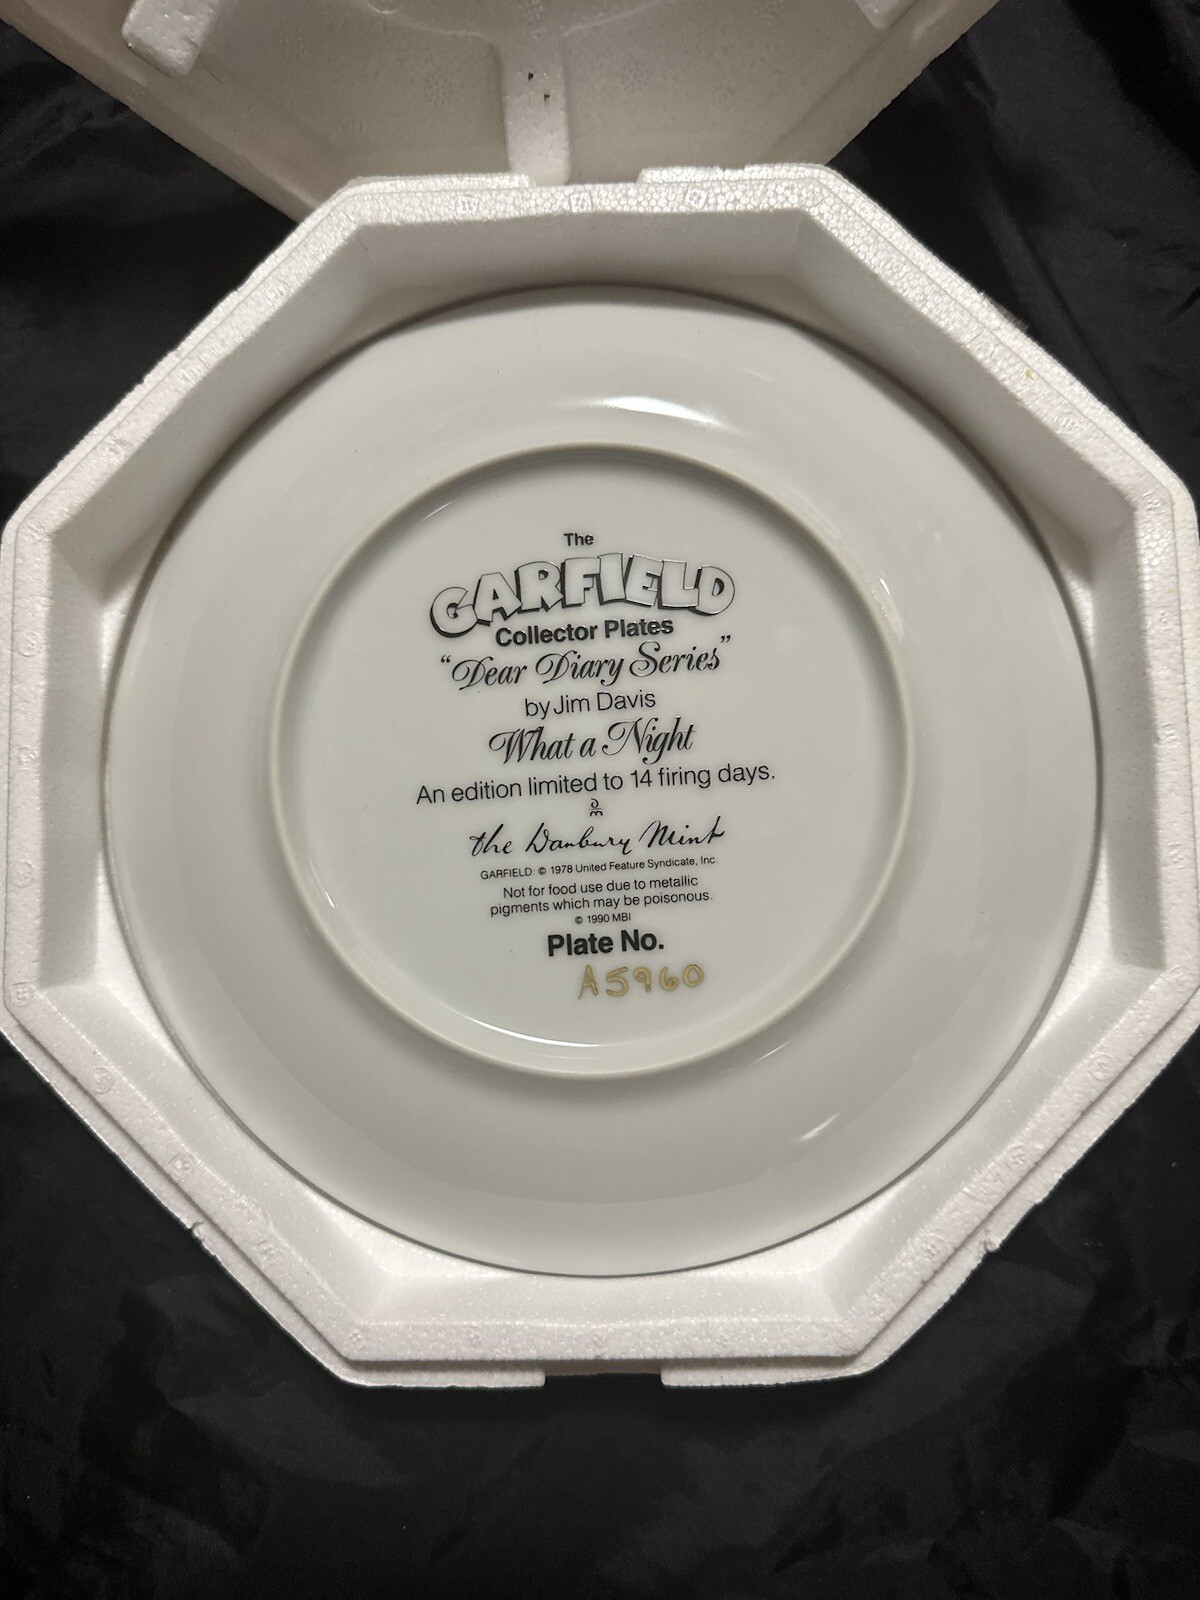 The
GARFIELD
Collector Plates
“Dear Diary Series”
by Jim Davis
What a Night
An edition limited to 14 firing days.
the Danbury Mint
GARFIELD: © 1978 United Feature Syndicate, Inc.
Not for food use due to metallic
pigments which may be poisonous.
© 1990 MBI
Plate No.
A5960